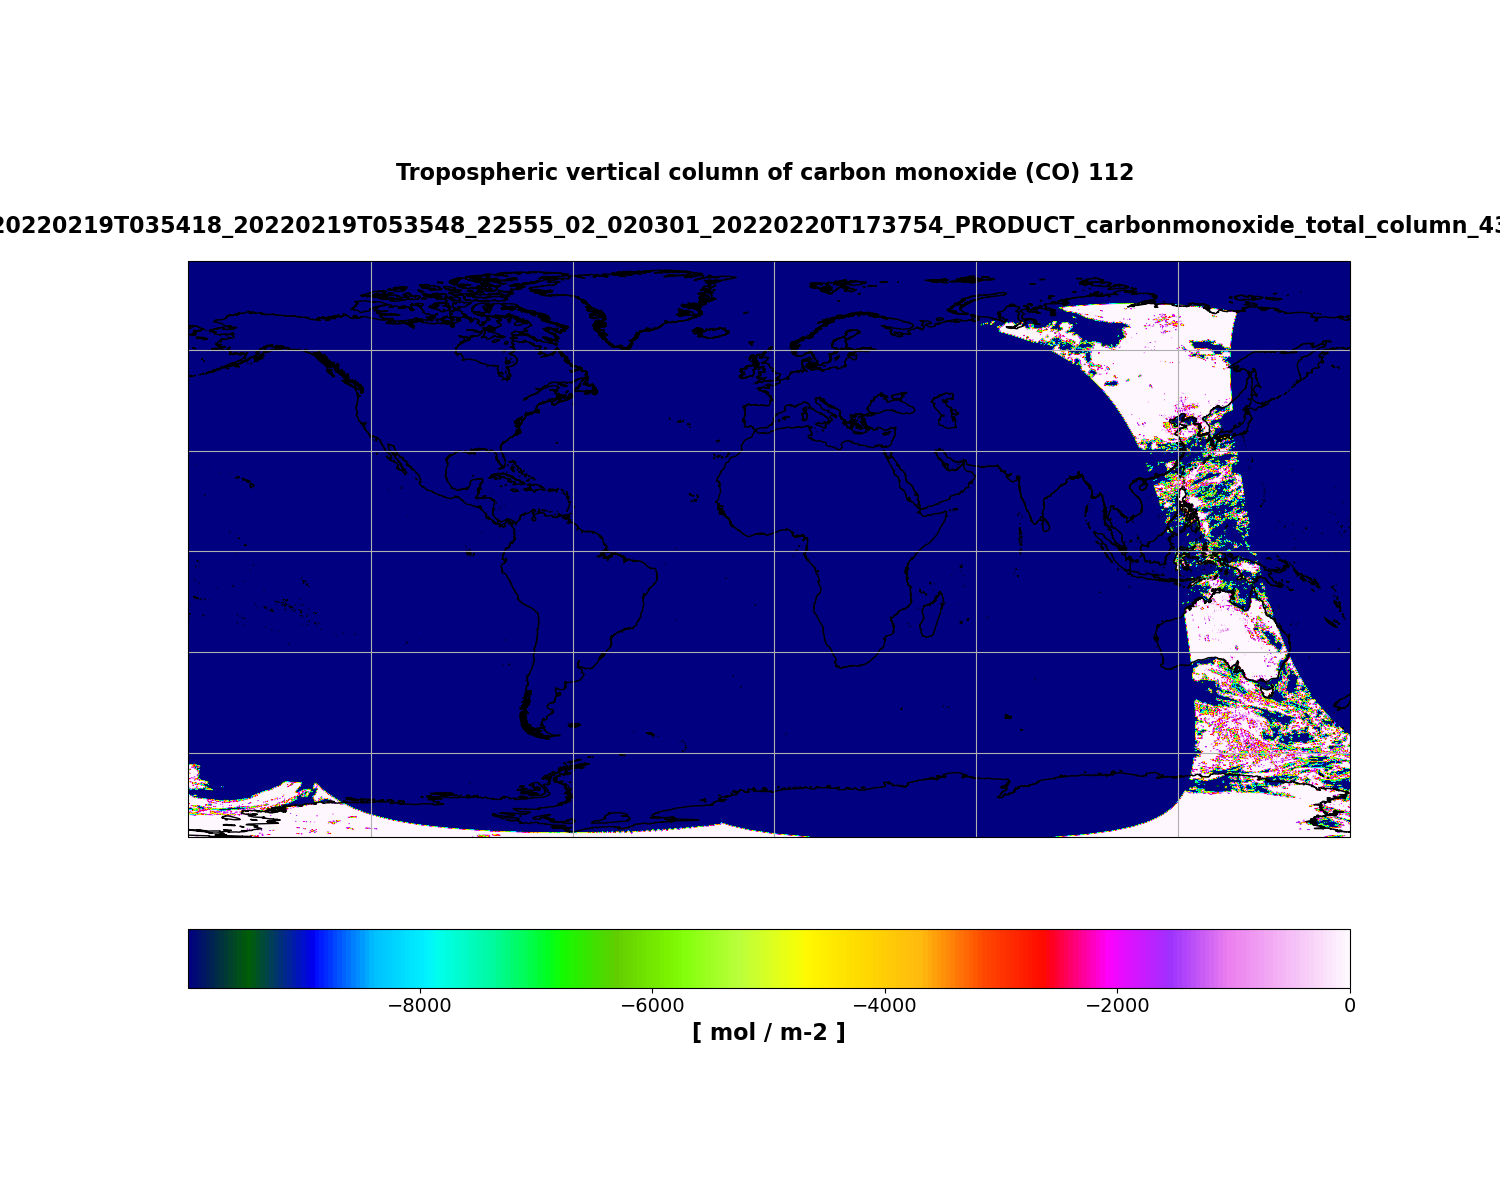 Tropospheric vertical column of carbon monoxide (CO) 112
20220219T035418_20220219T053548_22555_02_020301_20220220T173754_PRODUCT_carbonmonoxide_total_column_43
−8000 −6000 −4000 −2000 0
[ mol / m-2 ]